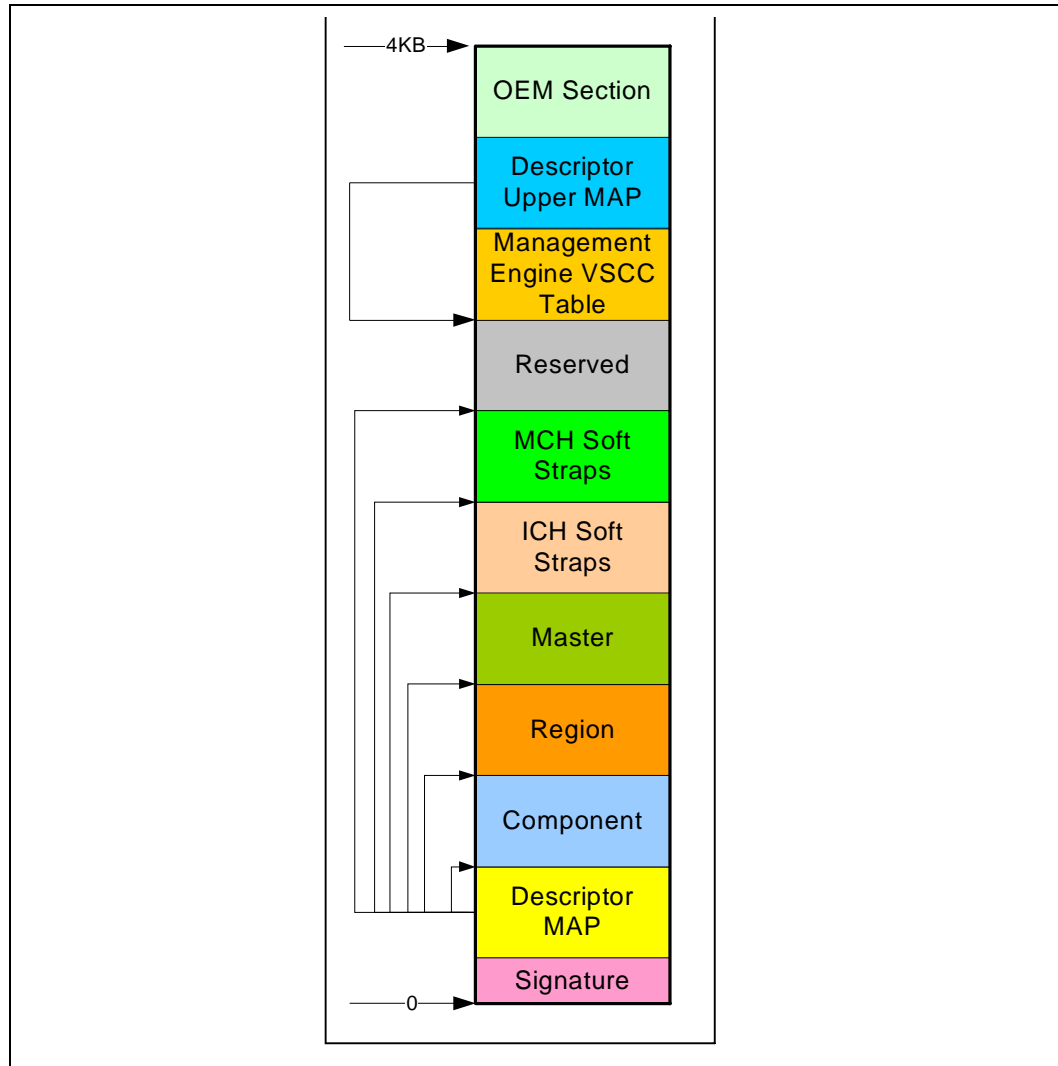 4KB
OEM Section
Descriptor
Upper MAP
Management
Engine VSCC
Table
Reserved
MCH Soft
Straps
ICH Soft
Straps
Master
Region
Component
Descriptor
MAP
Signature
0